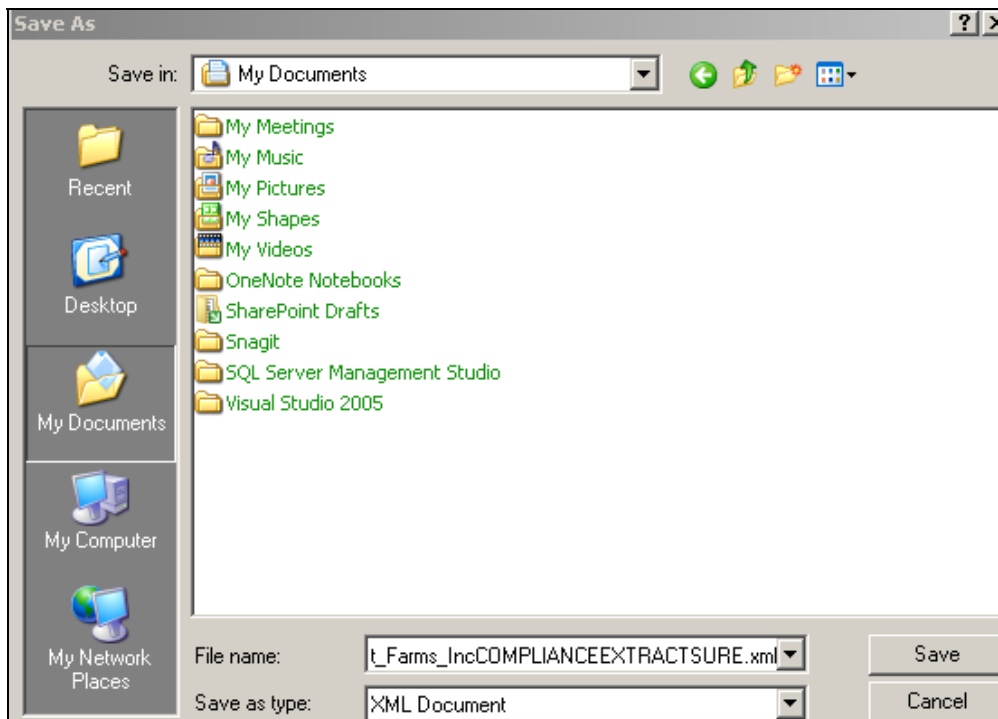 Save As
Save in:
My Documents
My Meetings
My Music
My Pictures
My Shapes
My Videos
OneNote Notebooks
SharePoint Drafts
Snagit
SQL Server Management Studio
Visual Studio 2005
Recent
Desktop
My Documents
My Computer
My Network
Places
File name:
t_Farms_IncCOMPLIANCEEXTRACTSURE.xml
Save
Save as type:
XML Document
Cancel